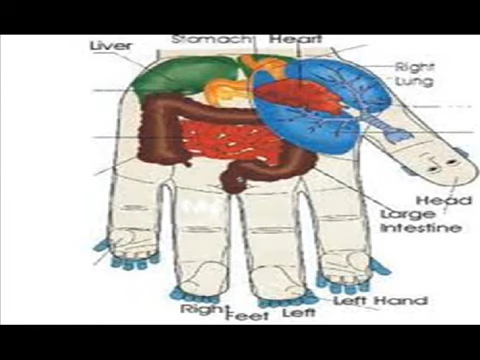 Stomach
Heart
Liver
Right
Lung
Head
Large
Intestine
Left Hand
Right
Feet
Left